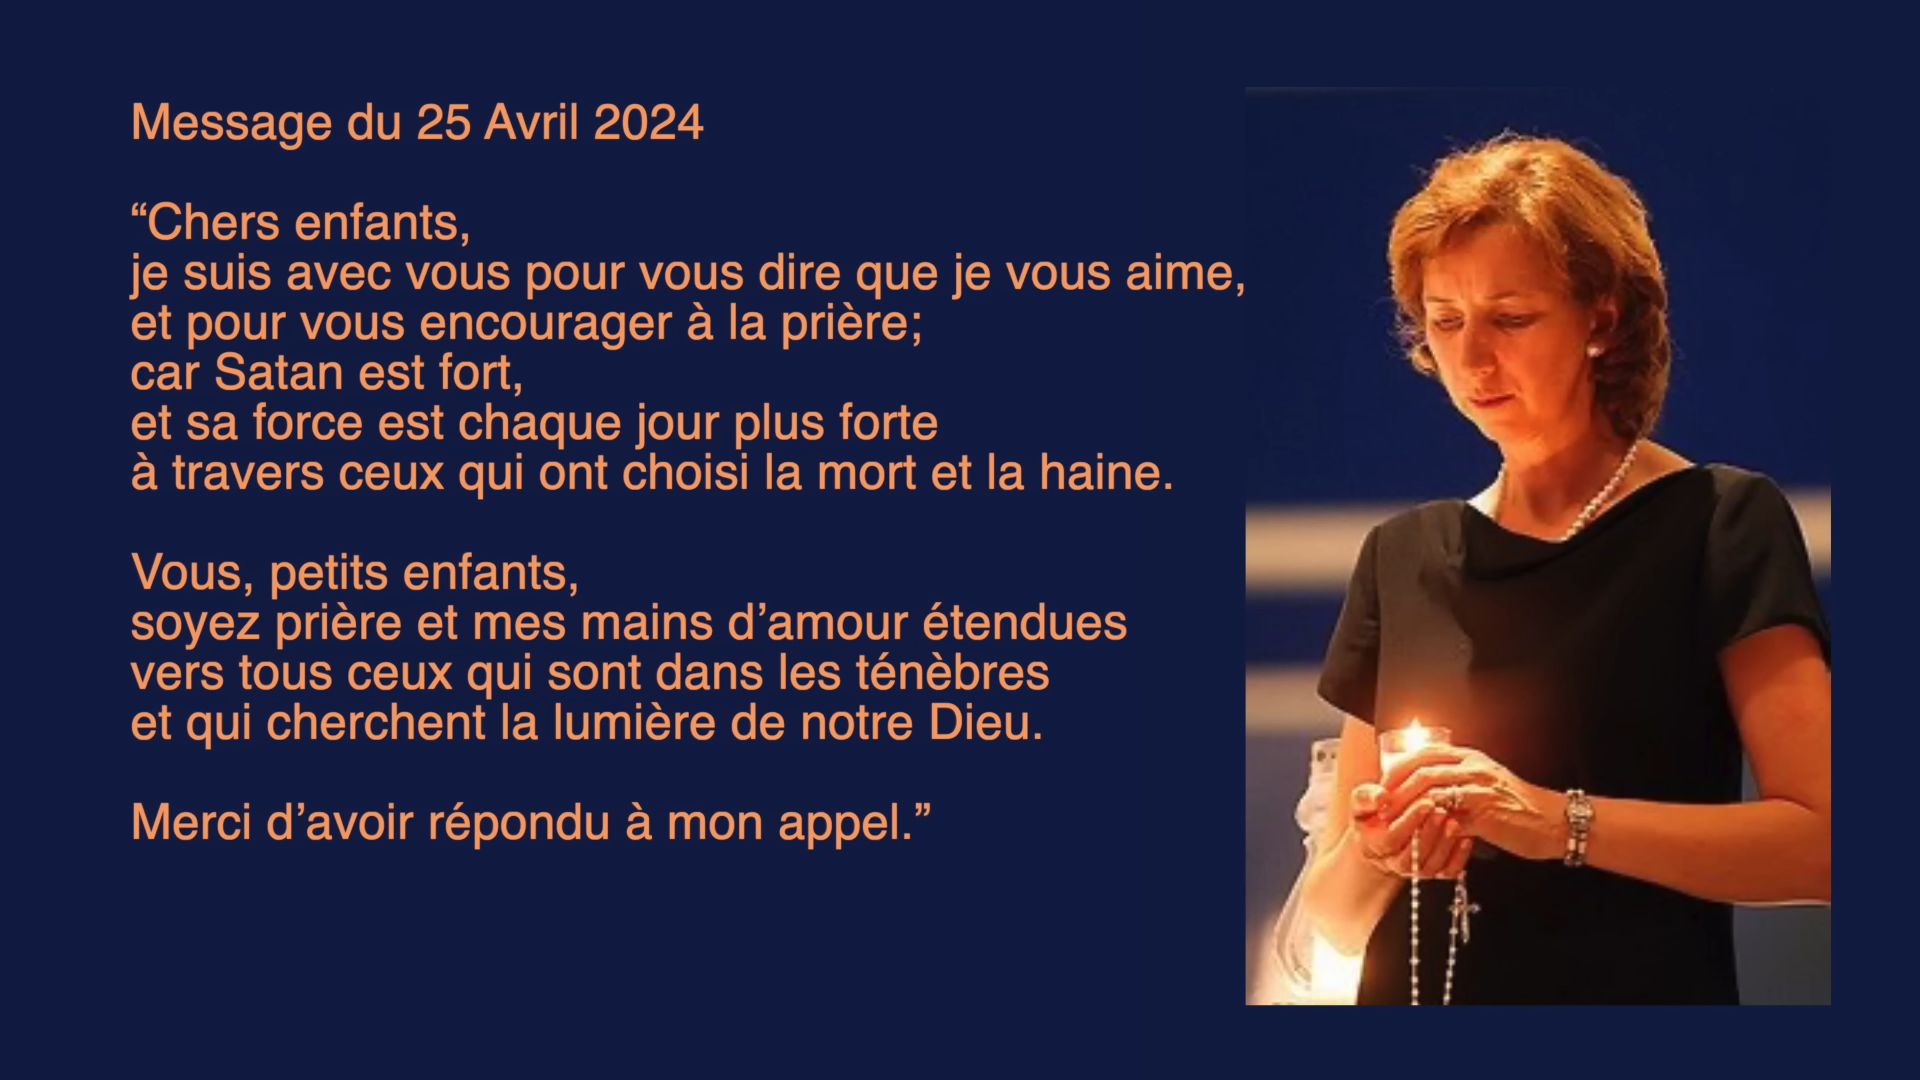 Message du 25 Avril 2024
“Chers enfants,
je suis avec vous pour vous dire que je vous aime,
et pour vous encourager à la prière;
car Satan est fort,
et sa force est chaque jour plus forte
à travers ceux qui ont choisi la mort et la haine.
Vous, petits enfants,
soyez prière et mes mains d’amour étendues
vers tous ceux qui sont dans les ténèbres
et qui cherchent la lumière de notre Dieu.
Merci d’avoir répondu à mon appel.”